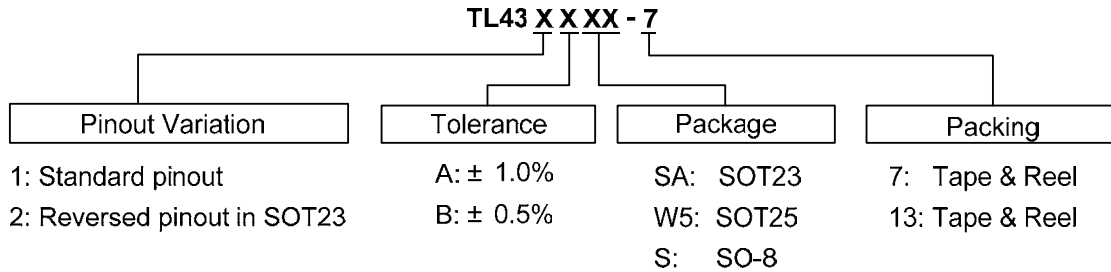 TL43 X X XX - 7
Pinout Variation
1: Standard pinout
2: Reversed pinout in SOT23
Tolerance
A: ± 1.0%
B: ± 0.5%
Package
SA: SOT23
W5: SOT25
S: SO-8
Packing
7: Tape & Reel
13: Tape & Reel